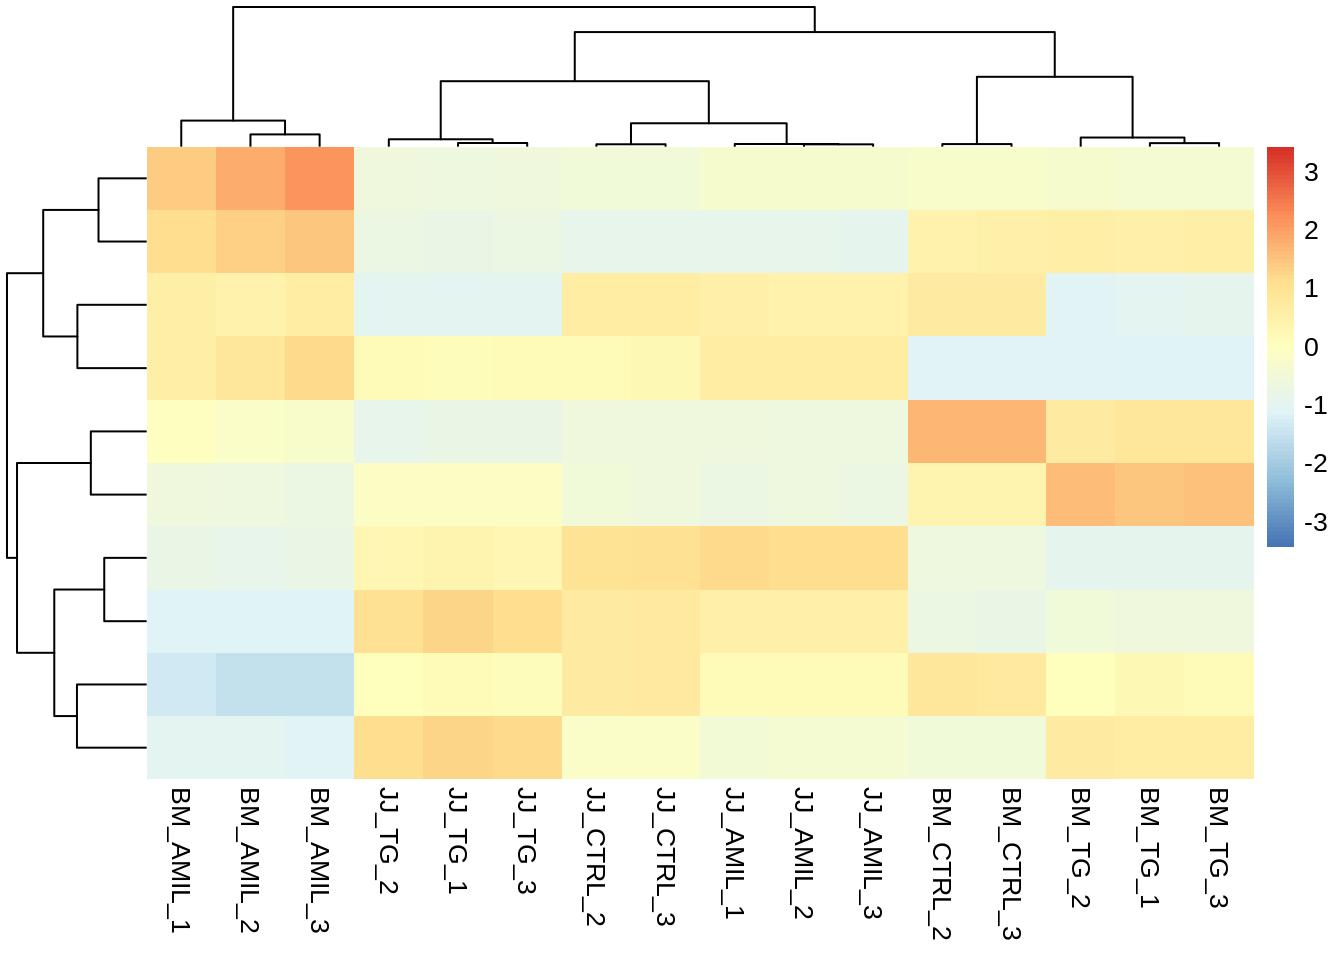 3
2
1
0
-1
-2
-3
BM_AMIL_1
BM_AMIL_2
BM_AMIL_3
JJ_TG_2
JJ_TG_1
JJ_TG_3
JJ_CTRL_2
JJ_CTRL_3
JJ_AMIL_1
JJ_AMIL_2
JJ_AMIL_3
BM_CTRL_2
BM_CTRL_3
BM_TG_2
BM_TG_1
BM_TG_3